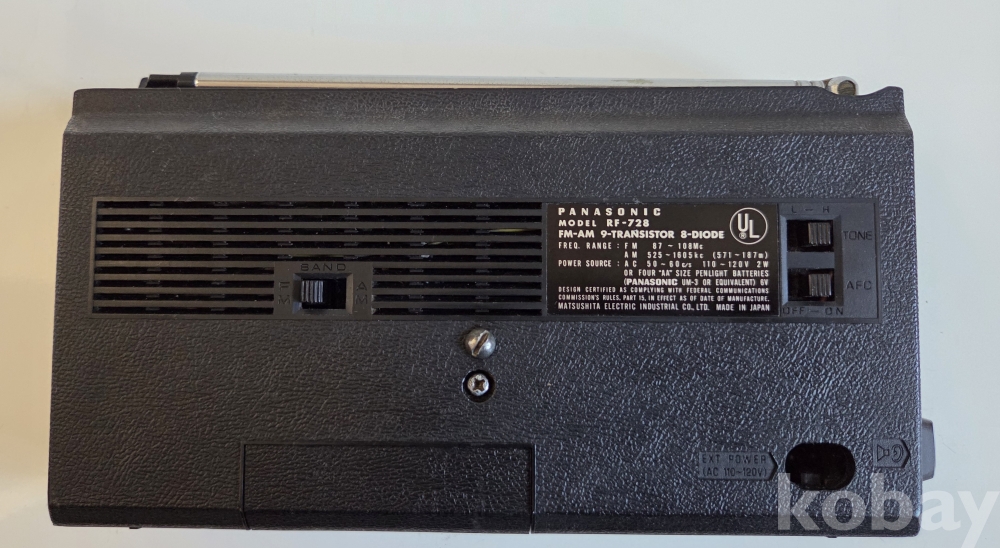 PANASONIC
MODEL RF-728
FM-AM 9-TRANSISTOR 8-DIODE
UL
®
FREQ. RANGE : FM 87 ~ 108Mc
AM 525~1605kc (571~187m)
POWER SOURCE : AC 50~60c/s 110~120V 2W
OR FOUR "AA" SIZE PENLIGHT BATTERIES
(PANASONIC UM-3 OR EQUIVALENT) 6V
DESIGN CERTIFIED AS COMPLYING WITH FEDERAL COMMUNICATIONS
COMMISSION'S RULES, PART 15, IN EFFECT AS OF DATE OF MANUFACTURE.
MATSUSHITA ELECTRIC INDUSTRIAL CO., LTD. MADE IN JAPAN
L – H
TONE
AFC
OFF – ON
BAND
FM
AM
EXT POWER
(AC 110~120V)
kobay